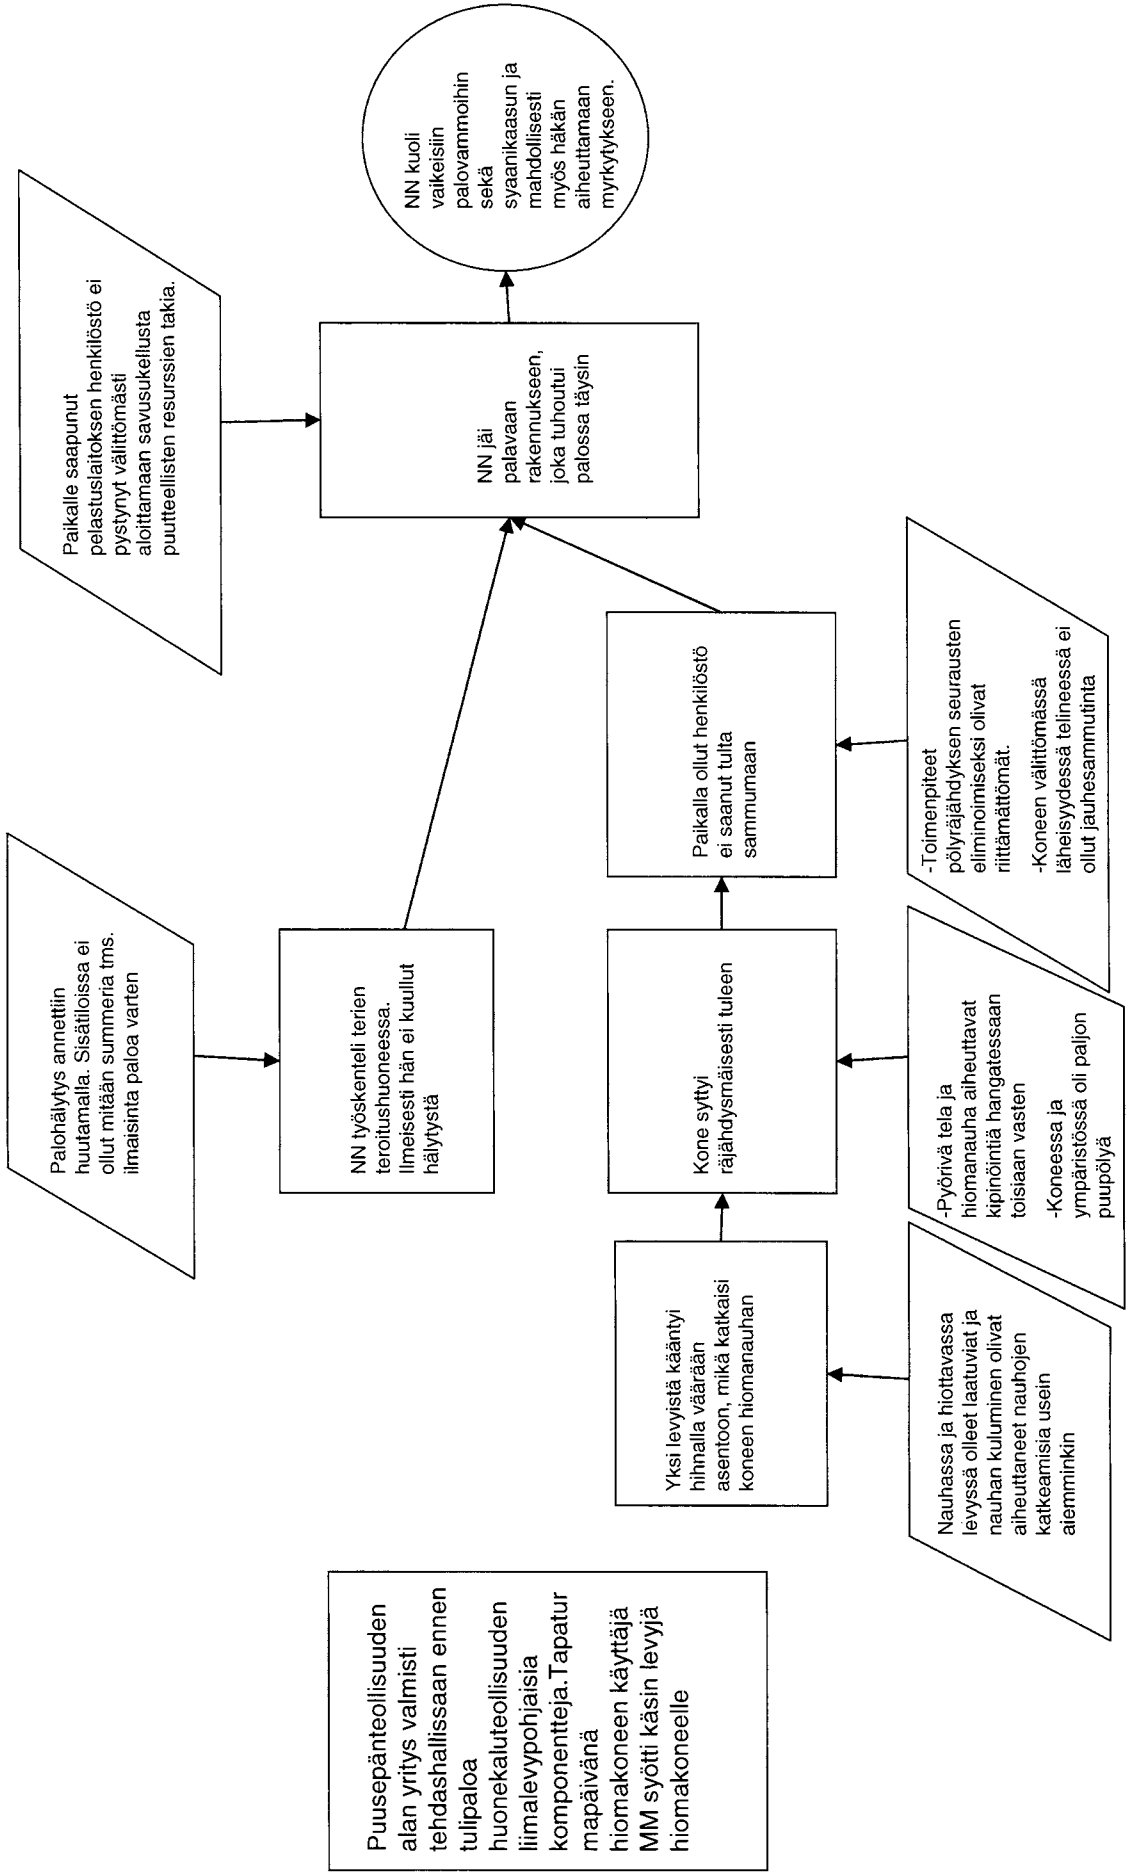 Puusepänteollisuuden
alan yritys valmisti
tehdashallissaan ennen
tulipaloa
huonekaluteollisuuden
liimalevypohjaisia
komponentteja.Tapatur
mapäivänä
hiomakoneen käyttäjä
MM syötti käsin levyjä
hiomakoneelle
Palohälytys annettiin
huutamalla. Sisätiloissa ei
ollut mitään summeria tms.
ilmaisinta paloa varten
Paikalle saapunut
pelastuslaitoksen henkilöstö ei
pystynyt välittömästi
aloittamaan savusukellusta
puutteellisten resurssien takia.
NN työskenteli terien
teroitushuoneessa.
Ilmeisesti hän ei kuullut
hälytystä
NN jäi
palavaan
rakennukseen,
joka tuhoutui
palossa täysin
NN kuoli
vaikeisiin
palovammoihin
sekä
syaanikaasun ja
mahdollisesti
myös häkän
aiheuttamaan
myrkytykseen.
Yksi levyistä kääntyi
hihnalla väärään
asentoon, mikä katkaisi
koneen hiomanauhan
Kone syttyi
räjähdysmäisesti tuleen
Paikalla ollut henkilöstö
ei saanut tulta
sammumaan
Nauhassa ja hiottavassa
levyssä olleet laatuviat ja
nauhan kuluminen olivat
aiheuttaneet nauhojen
katkeamisia usein
aiemminkin
-Pyörivä tela ja
hiomanauha aiheuttavat
kipinöintiä hangatessaan
toisiaan vasten
-Koneessa ja
ympäristössä oli paljon
puupölyä
-Toimenpiteet
pölyräjähdyksen seurausten
eliminoimiseksi olivat
riittämättömät.
-Koneen välittömässä
läheisyydessä telineessä ei
ollut jauhesammutinta